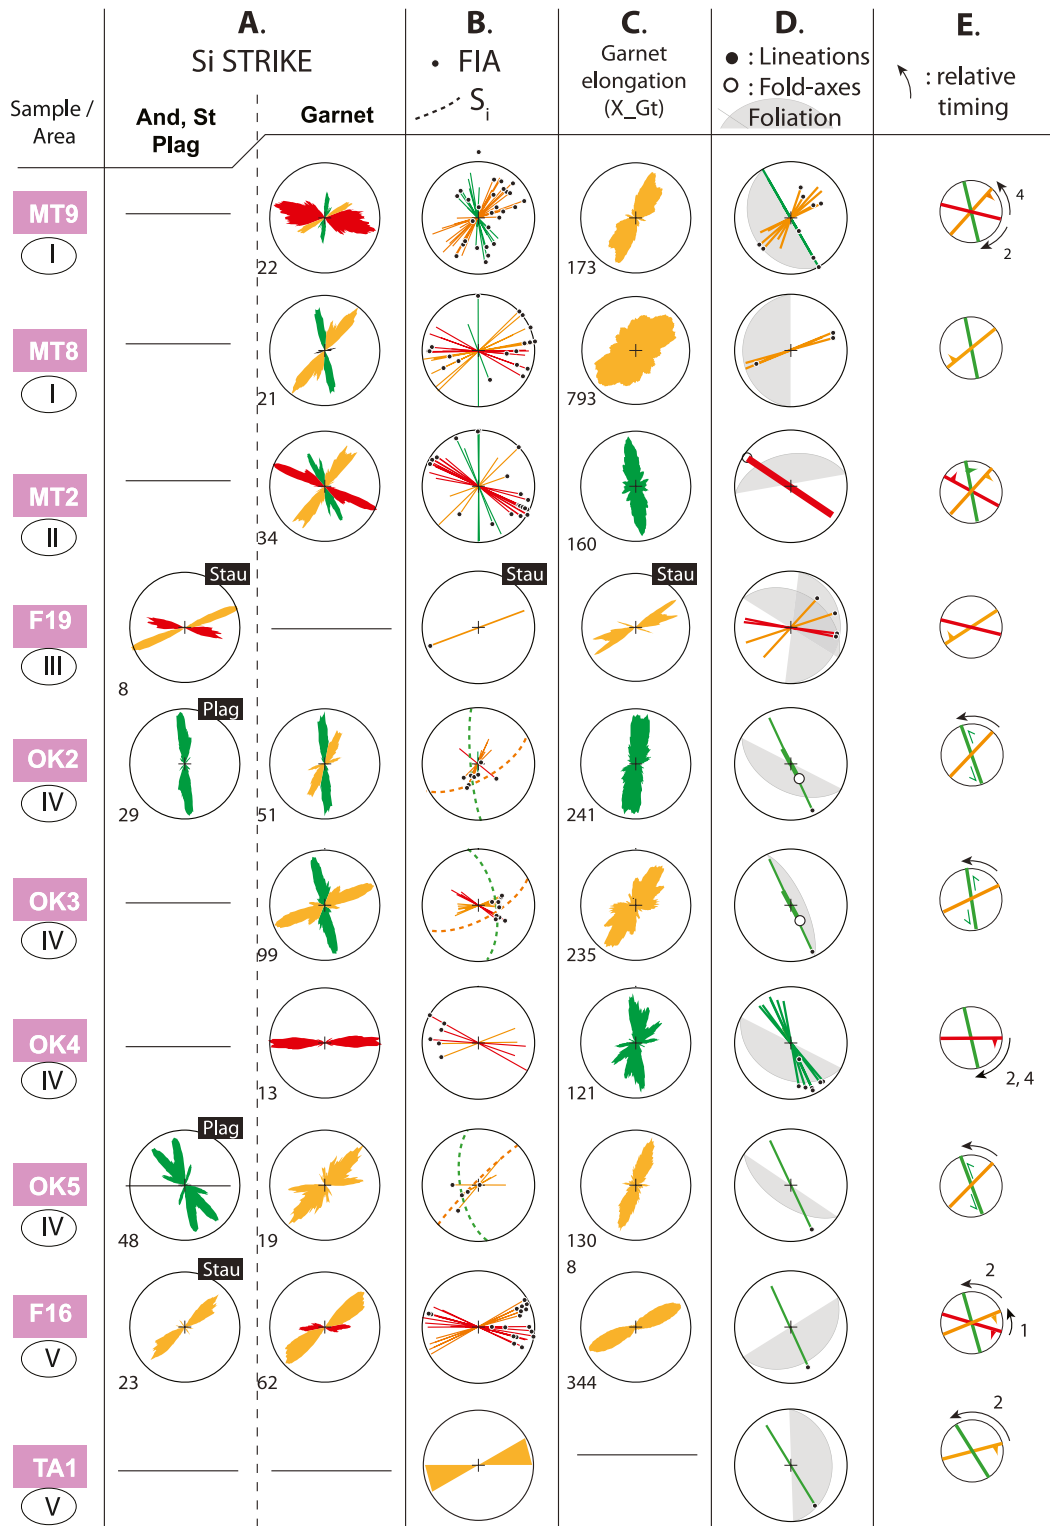 A.
B.
C.
D.
E.
Si STRIKE
• FIA
Si
Garnet
elongation
(X_Gt)
● : Lineations
○ : Fold-axes
Foliation
: relative
timing
Sample /
Area
And, St
Plag
Garnet
MT9
I
22
173
4
2
MT8
I
21
793
MT2
II
34
160
F19
III
Stau
8
Stau
Stau
OK2
IV
Plag
29
51
241
OK3
IV
99
235
OK4
IV
13
121
2, 4
OK5
IV
Plag
48
19
130
8
F16
V
Stau
23
62
344
2
1
TA1
V
2